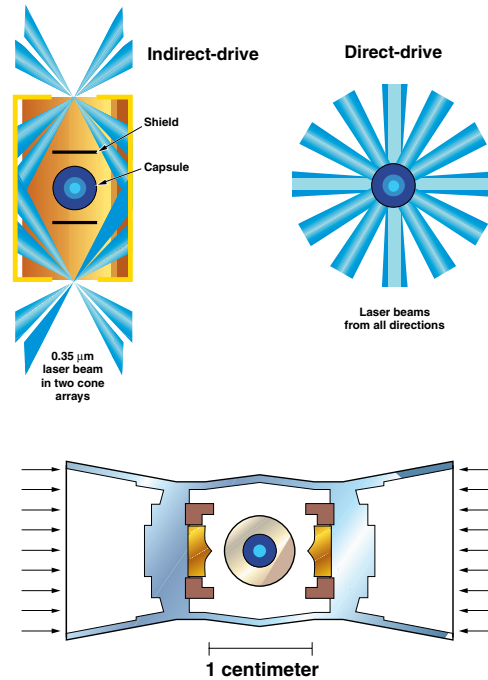 Indirect-drive
Direct-drive
Shield
Capsule
0.35 μm
laser beam
in two cone
arrays
Laser beams
from all directions
1 centimeter